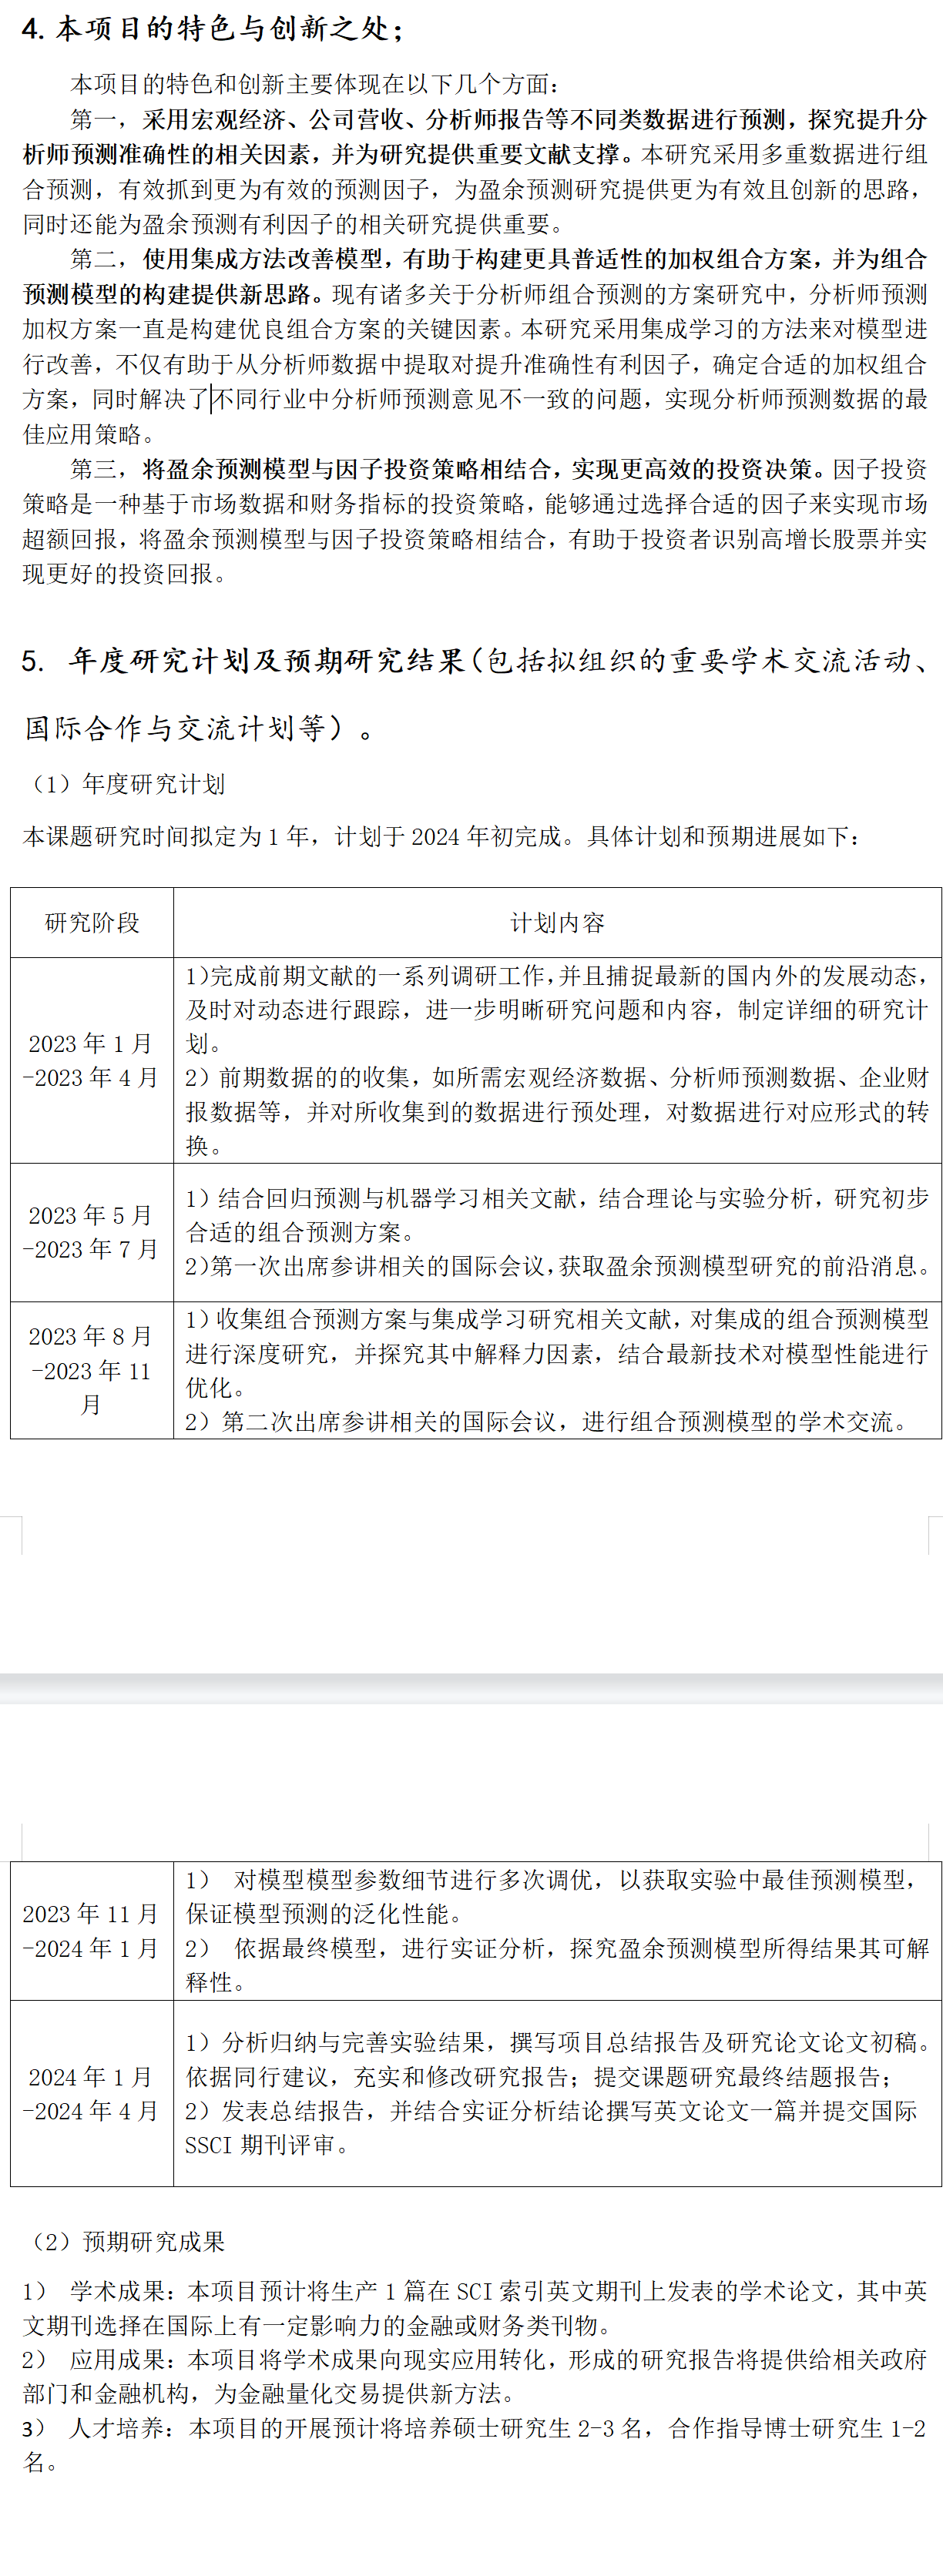 4. 本项目的特色与创新之处；
本项目的特色和创新主要体现在以下几个方面：
第一，采用宏观经济、公司营收、分析师报告等不同类数据进行预测，探究提升分
析师预测准确性的相关因素，并为研究提供重要文献支撑。本研究采用多重数据进行组
合预测，有效抓到更为有效的预测因子，为盈余预测研究提供更为有效且创新的思路，
同时还能为盈余预测有利因子的相关研究提供重要。
第二，使用集成方法改善模型，有助于构建更具普适性的加权组合方案，并为组合
预测模型的构建提供新思路。现有诸多关于分析师组合预测的方案研究中，分析师预测
加权方案一直是构建优良组合方案的关键因素。本研究采用集成学习的方法来对模型进
行改善，不仅有助于从分析师数据中提取对提升准确性有利因子，确定合适的加权组合
方案，同时解决了不同行业中分析师预测意见不一致的问题，实现分析师预测数据的最
佳应用策略。
第三，将盈余预测模型与因子投资策略相结合，实现更高效的投资决策。因子投资
策略是一种基于市场数据和财务指标的投资策略，能够通过选择合适的因子来实现市场
超额回报，将盈余预测模型与因子投资策略相结合，有助于投资者识别高增长股票并实
现更好的投资回报。
5. 年度研究计划及预期研究结果（包括拟组织的重要学术交流活动、
国际合作与交流计划等）。
（1）年度研究计划
本课题研究时间拟定为 1 年，计划于 2024 年初完成。具体计划和预期进展如下：
研究阶段
计划内容
2023 年 1 月
-2023 年 4 月
1）完成前期文献的一系列调研工作，并且捕捉最新的国内外的发展动态，
及时对动态进行跟踪，进一步明晰研究问题和内容，制定详细的研究计
划。
2）前期数据的的收集，如所需宏观经济数据、分析师预测数据、企业财
报数据等，并对所收集到的数据进行预处理，对数据进行对应形式的转
换。
2023 年 5 月
-2023 年 7 月
1）结合回归预测与机器学习相关文献，结合理论与实验分析，研究初步
合适的组合预测方案。
2）第一次出席参讲相关的国际会议，获取盈余预测模型研究的前沿消息。
2023 年 8 月
-2023 年 11
月
1）收集组合预测方案与集成学习研究相关文献，对集成的组合预测模型
进行深度研究，并探究其中解释力因素，结合最新技术对模型性能进行
优化。
2）第二次出席参讲相关的国际会议，进行组合预测模型的学术交流。
2023 年 11 月
-2024 年 1 月
1） 对模型模型参数细节进行多次调优，以获取实验中最佳预测模型，
保证模型预测的泛化性能。
2） 依据最终模型，进行实证分析，探究盈余预测模型所得结果其可解
释性。
2024 年 1 月
-2024 年 4 月
1）分析归纳与完善实验结果，撰写项目总结报告及研究论文论文初稿。
依据同行建议，充实和修改研究报告；提交课题研究最终结题报告；
2）发表总结报告，并结合实证分析结论撰写英文论文一篇并提交国际
SSCI 期刊评审。
（2）预期研究成果
1） 学术成果：本项目预计将生产 1 篇在 SCI 索引英文期刊上发表的学术论文，其中英
文期刊选择在国际上有一定影响力的金融或财务类刊物。
2） 应用成果：本项目将学术成果向现实应用转化，形成的研究报告将提供给相关政府
部门和金融机构，为金融量化交易提供新方法。
3） 人才培养：本项目的开展预计将培养硕士研究生 2-3 名，合作指导博士研究生 1-2
名。